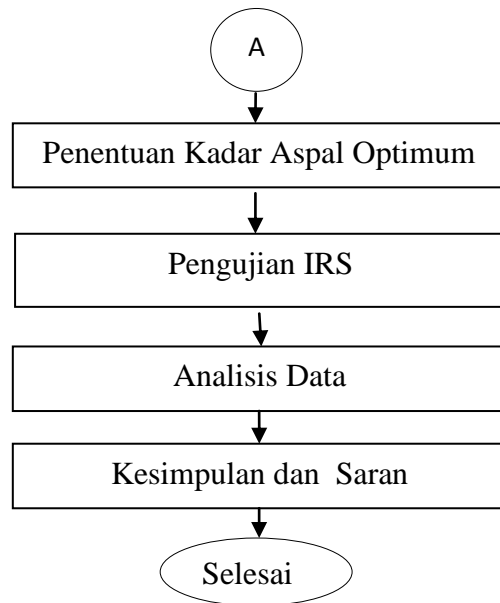 A
Penentuan Kadar Aspal Optimum
Pengujian IRS
Analisis Data
Kesimpulan dan Saran
Selesai